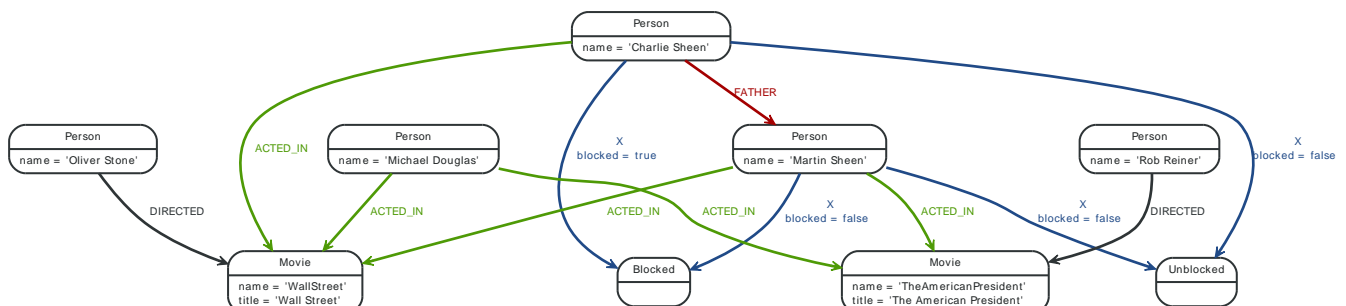 Person
name = 'Charlie Sheen'
FATHER
Person
name = 'Oliver Stone'
Person
name = 'Michael Douglas'
Person
name = 'Martin Sheen'
Person
name = 'Rob Reiner'
ACTED_IN
X
blocked = true
X
blocked = false
DIRECTED
ACTED_IN
ACTED_IN
ACTED_IN
X
blocked = false
ACTED_IN
X
blocked = false
DIRECTED
Movie
name = 'WallStreet'
title = 'Wall Street'
Blocked
Movie
name = 'TheAmericanPresident'
title = 'The American President'
Unblocked